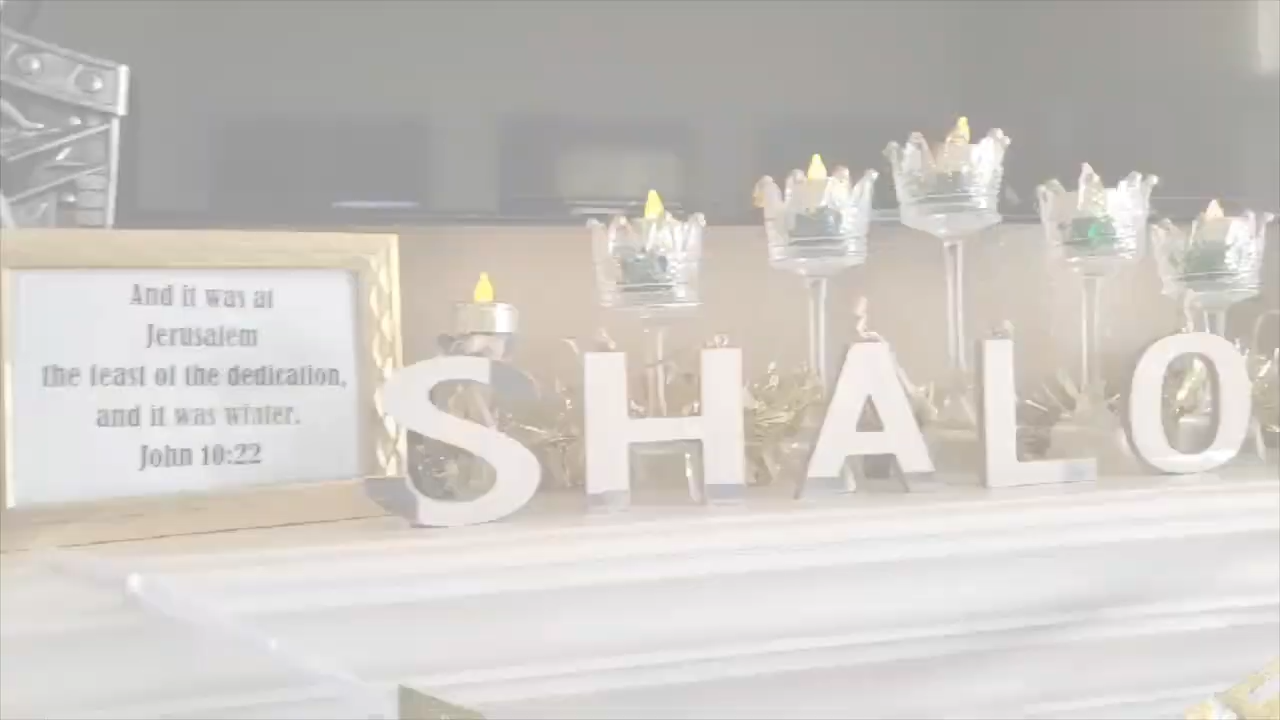 And it was at
Jerusalem
the feast of the dedication,
and it was winter.
John 10:22
SHALO